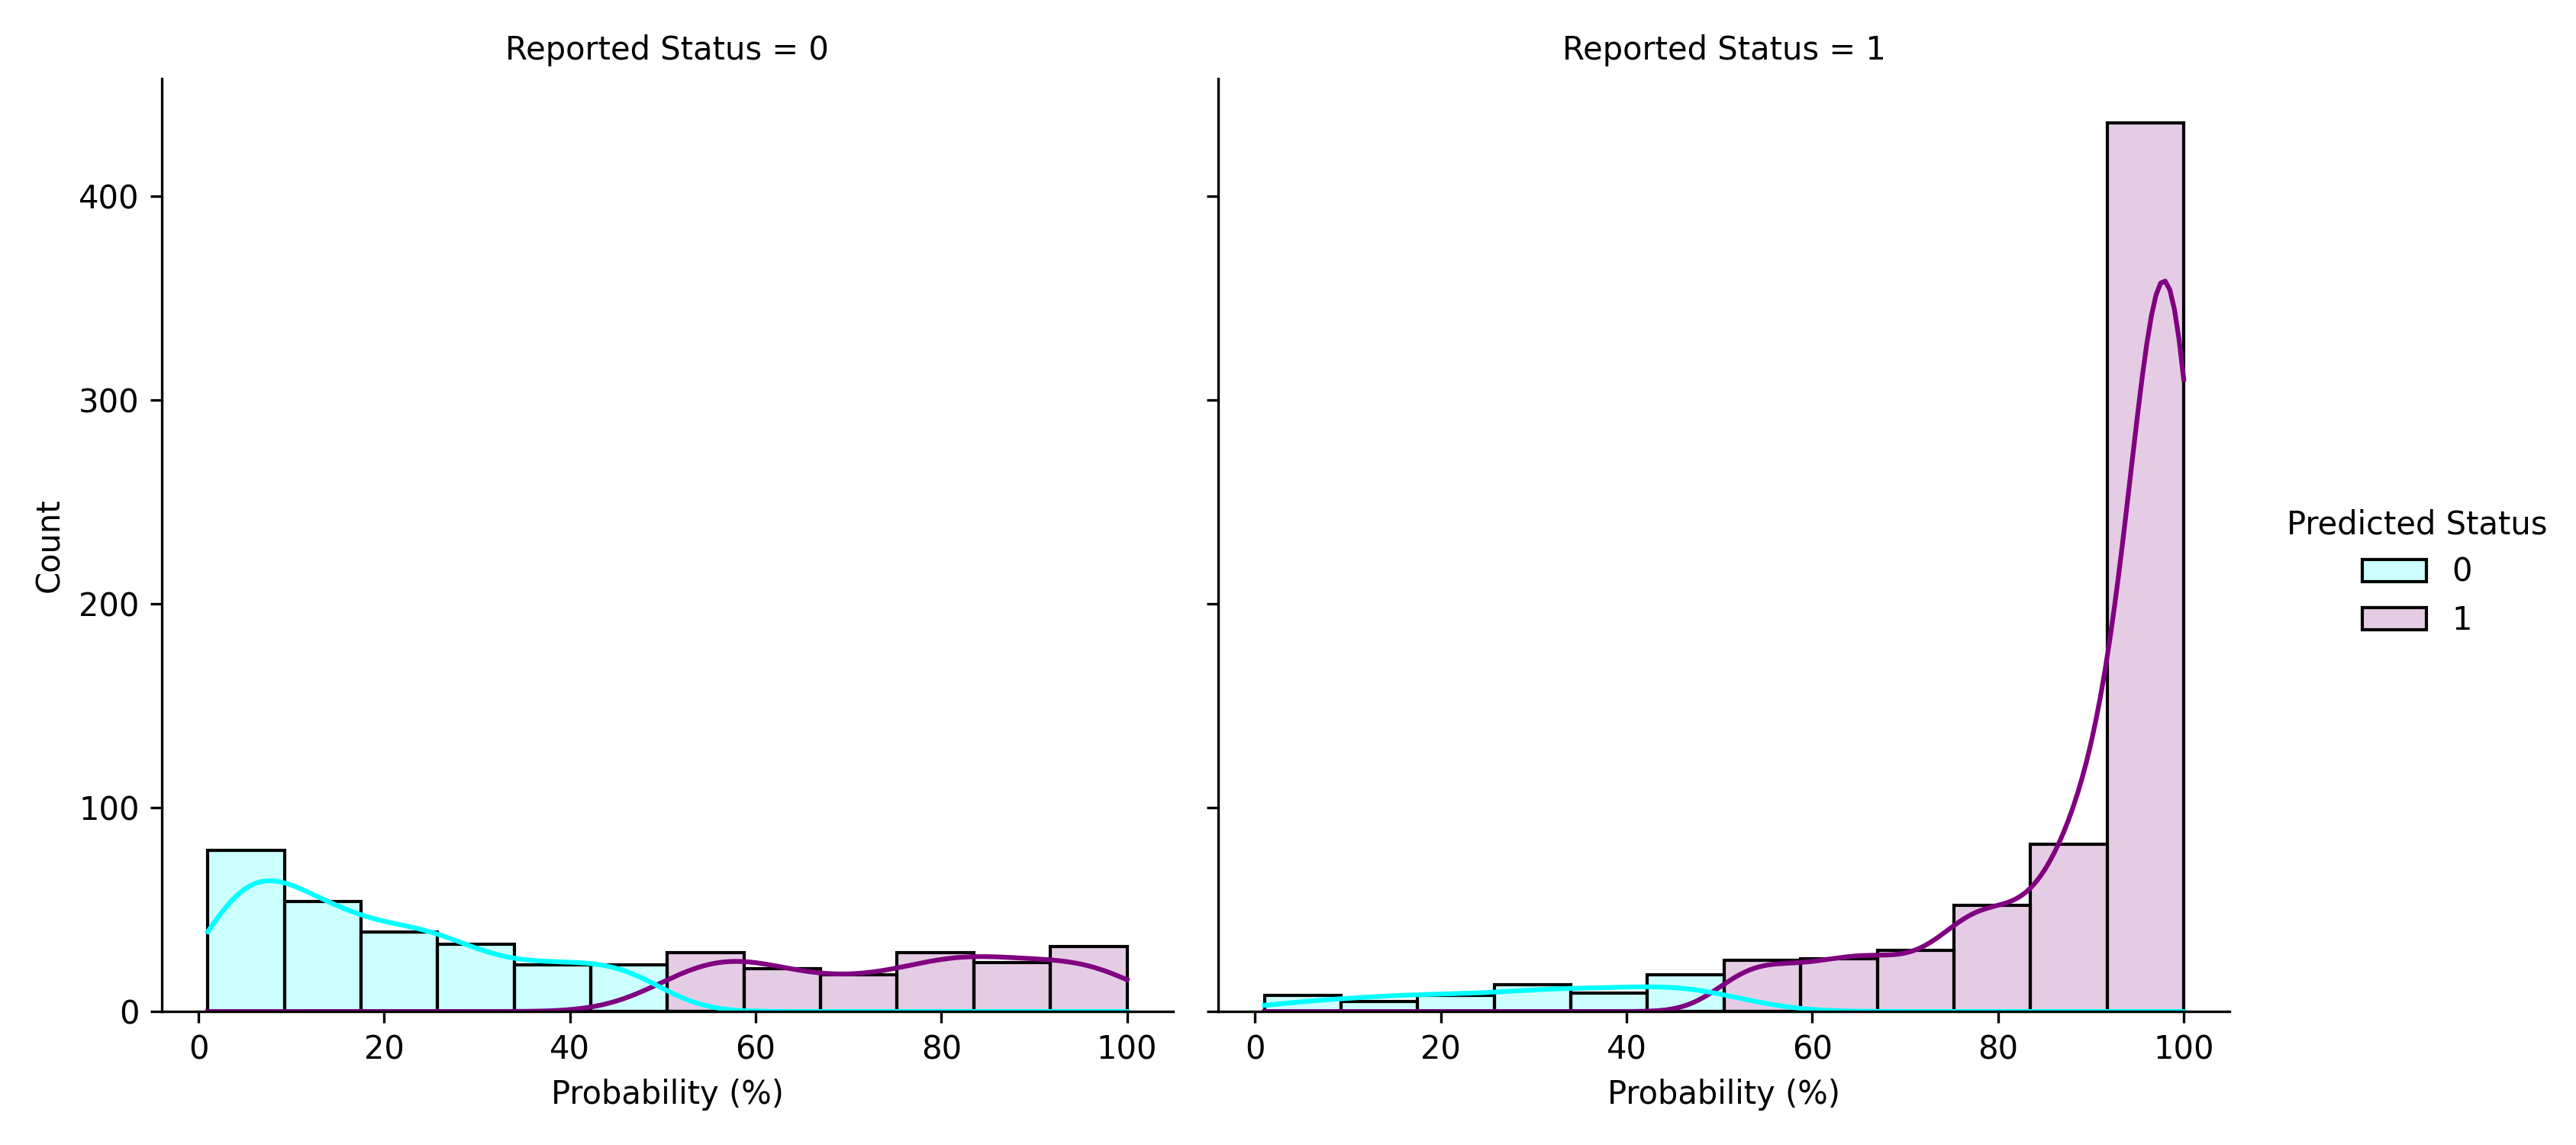 Reported Status = 0
Reported Status = 1
400
300
200
100
0
Count
0 20 40 60 80 100
0 20 40 60 80 100
Probability (%)
Probability (%)
Predicted Status
0
1